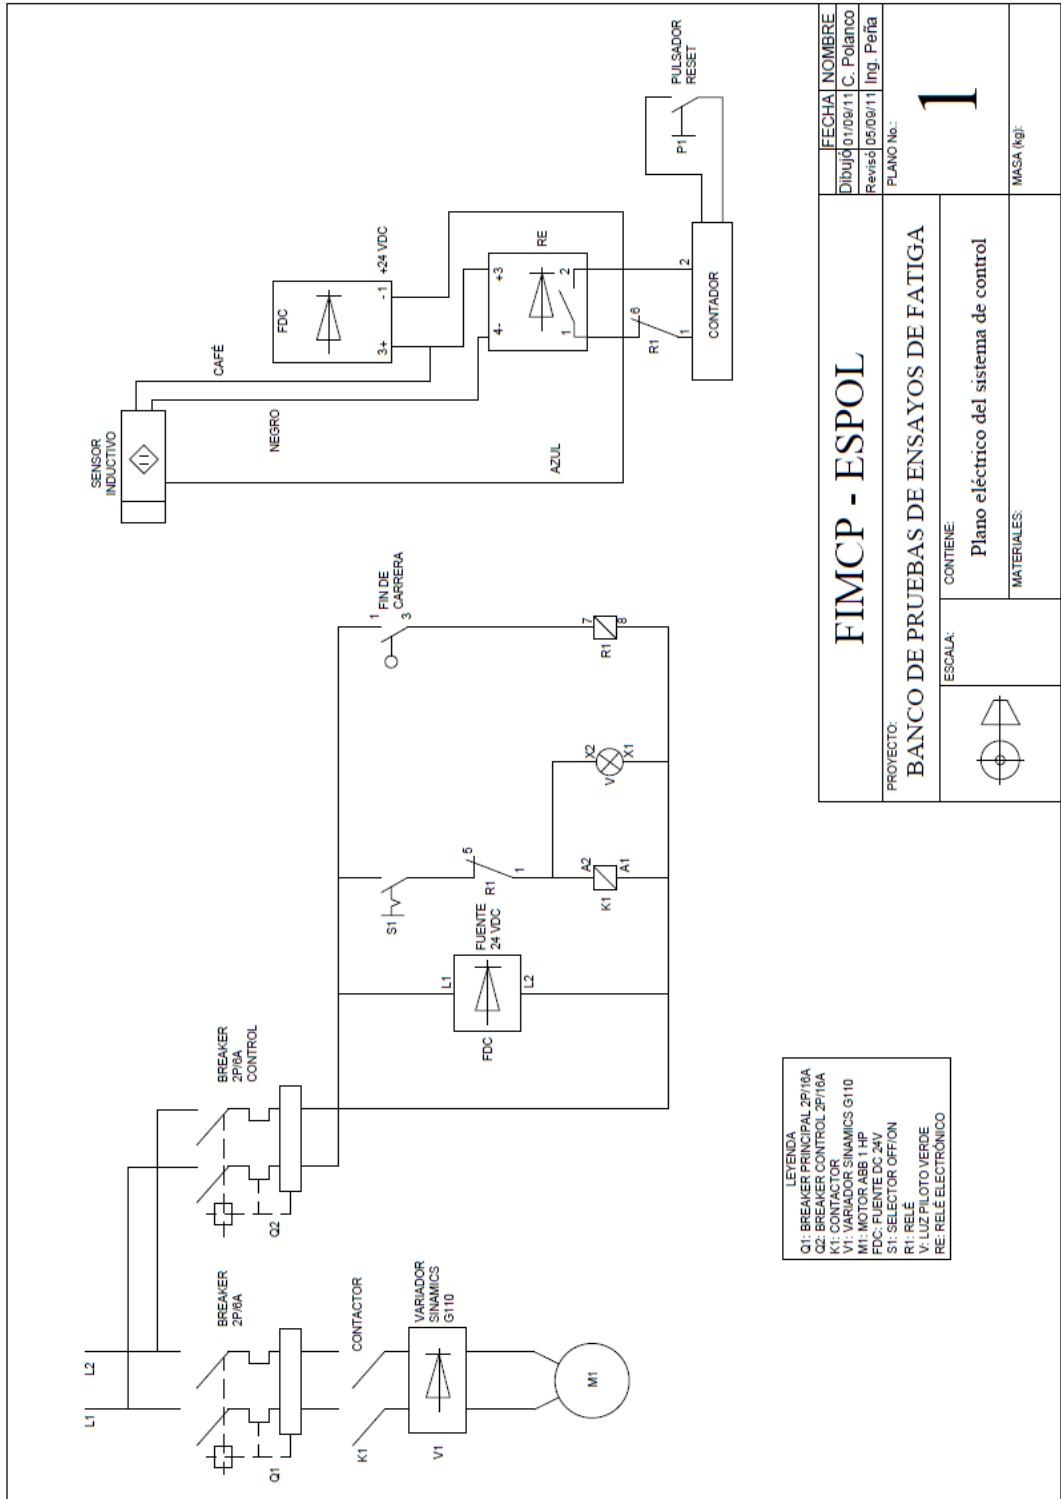 L1
L2
BREAKER
2P/6A
Q1
BREAKER
2P/6A
CONTROL
Q2
CONTACTOR
K1
VARIADOR
SINAMICS
G110
V1
M1
FUENTE
24 VDC
L1
L2
FDC
S1
5
R1
1
A2
K1
A1
X2
V
X1
1
FIN DE
CARRERA
3
7
R1
8
SENSOR
INDUCTIVO
CAFÉ
NEGRO
AZUL
FDC
3+
-1
+24 VDC
RE
4-
+3
1
2
6
R1
1
2
CONTADOR
P1
PULSADOR
RESET
LEYENDA
Q1: BREAKER PRINCIPAL 2P/16A
Q2: BREAKER CONTROL 2P/16A
K1: CONTACTOR
V1: VARIADOR SINAMICS G110
M1: MOTOR ABB 1 HP
FDC: FUENTE DC 24V
S1: SELECTOR OFF/ON
R1: RELÉ
V: LUZ PILOTO VERDE
RE: RELÉ ELECTRÓNICO
FIMCP - ESPOL
FECHA NOMBRE
Dibujó 01/09/11 C. Polanco
Revisó 05/09/11 Ing. Peña
PROYECTO:
BANCO DE PRUEBAS DE ENSAYOS DE FATIGA
PLANO No.:
1
ESCALA:
CONTIENE:
Plano eléctrico del sistema de control
MATERIALES:
MASA (kg):